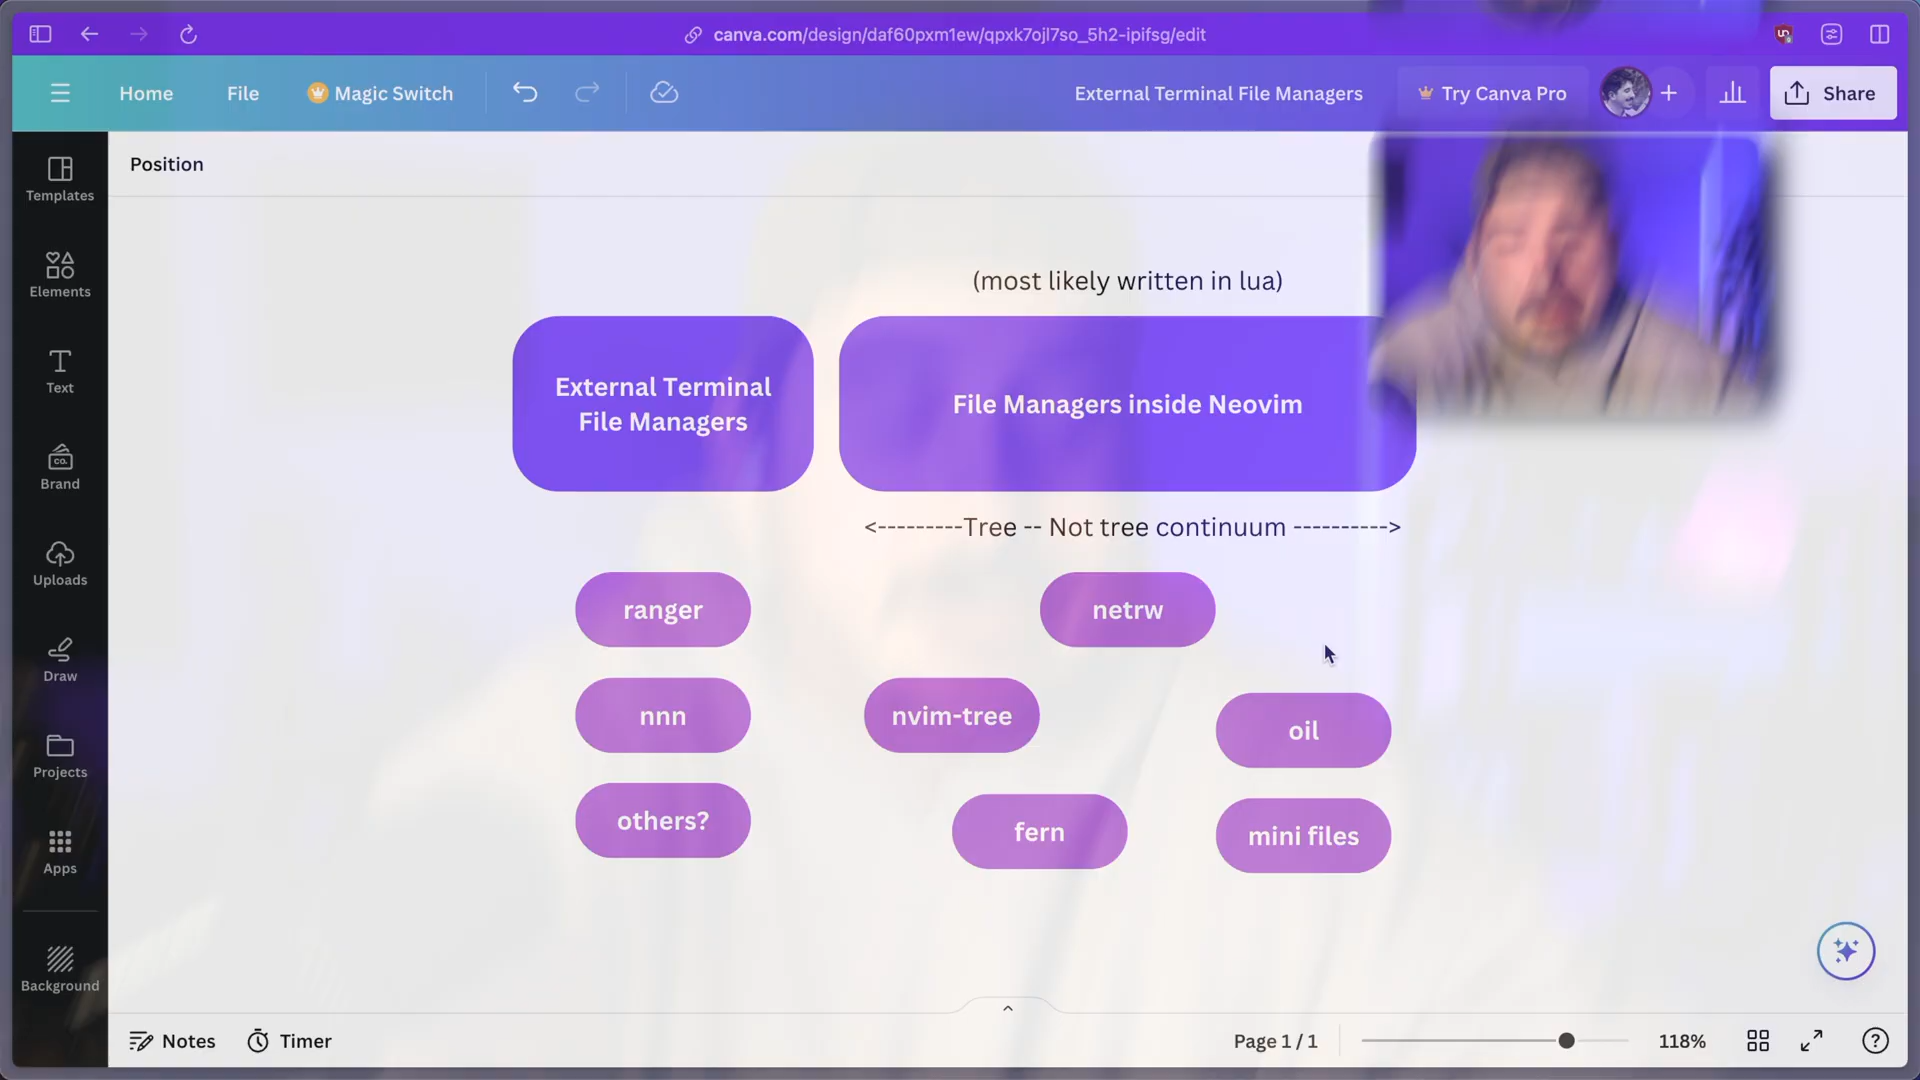 canva.com/design/daf60pxm1ew/qpxk7ojl7so_5h2-ipifsg/edit
Home File Magic Switch External Terminal File Managers Try Canva Pro Share
Position
Templates
Elements
Text
CO.
Brand
Uploads
Draw
Projects
Apps
Background
(most likely written in lua)
External Terminal
File Managers
File Managers inside Neovim
<---------Tree -- Not tree continuum ---------->
ranger
netrw
nnn
nvim-tree
oil
others?
fern
mini files
Notes Timer Page 1 / 1 118%